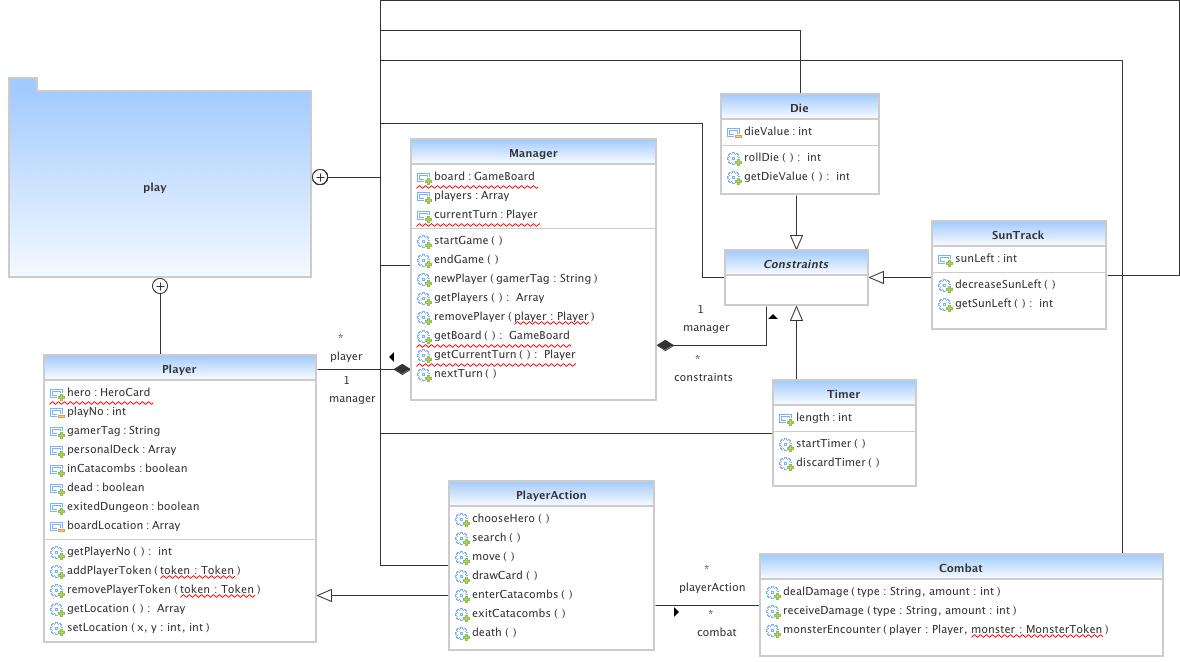 play
Manager
board : GameBoard
players : Array
currentTurn : Player
startGame ( )
endGame ( )
newPlayer ( gamerTag : String )
getPlayers ( ) : Array
removePlayer ( player : Player )
getBoard ( ) : GameBoard
getCurrentTurn ( ) : Player
nextTurn ( )
Die
dieValue : int
rollDie ( ) : int
getDieValue ( ) : int
Constraints
SunTrack
sunLeft : int
decreaseSunLeft ( )
getSunLeft ( ) : int
1
manager
*
constraints
*
player
1
manager
Player
hero : HeroCard
playNo : int
gamerTag : String
personalDeck : Array
inCatacombs : boolean
dead : boolean
exitedDungeon : boolean
boardLocation : Array
getPlayerNo ( ) : int
addPlayerToken ( token : Token )
removePlayerToken ( token : Token )
getLocation ( ) : Array
setLocation ( x, y : int, int )
Timer
length : int
startTimer ( )
discardTimer ( )
PlayerAction
chooseHero ( )
search ( )
move ( )
drawCard ( )
enterCatacombs ( )
exitCatacombs ( )
death ( )
*
playerAction
*
combat
Combat
dealDamage ( type : String, amount : int )
receiveDamage ( type : String, amount : int )
monsterEncounter ( player : Player, monster : MonsterToken )